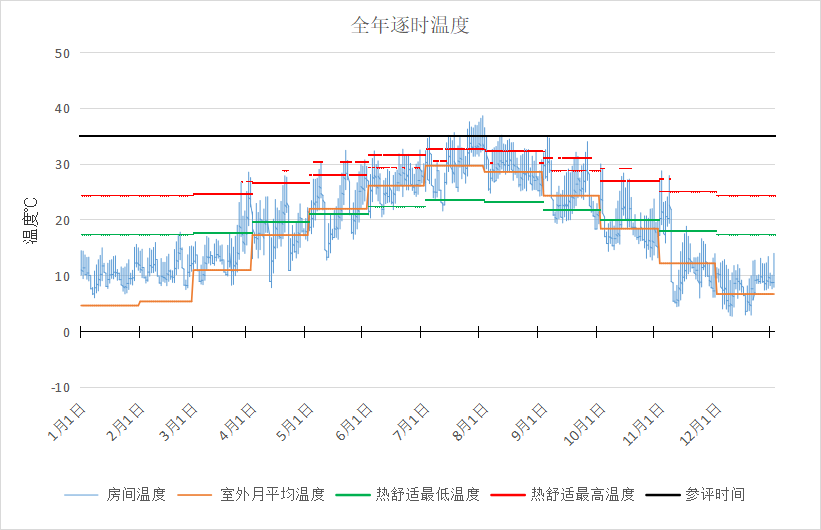 全年逐时温度
50
40
30
20
10
0
-10
温度℃
1月1日
2月1日
3月1日
4月1日
5月1日
6月1日
7月1日
8月1日
9月1日
10月1日
11月1日
12月1日
房间温度 室外月平均温度 热舒适最低温度 热舒适最高温度 参评时间